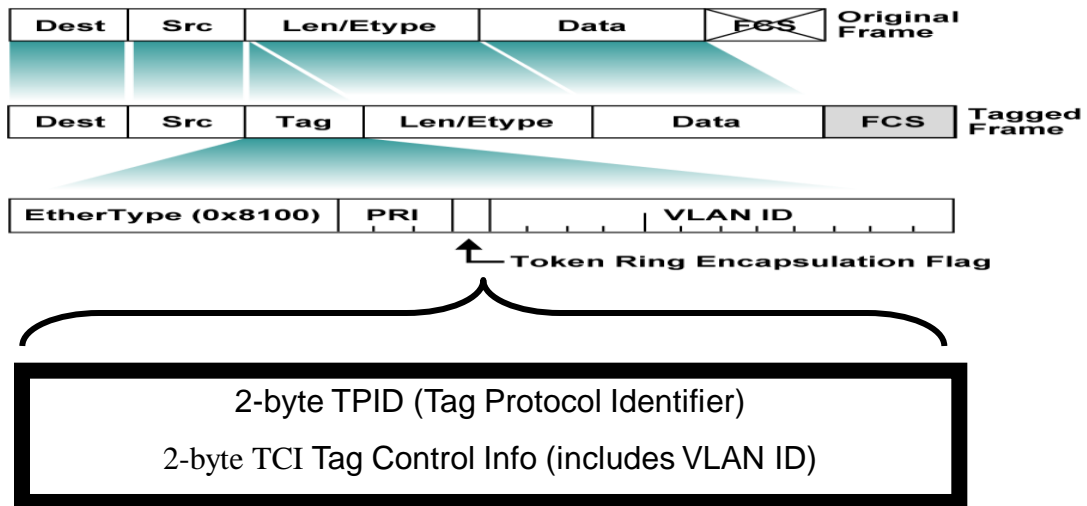 Dest Src Len/Etype Data FCS Original
Frame
Dest Src Tag Len/Etype Data FCS Tagged
Frame
EtherType (0x8100) PRI VLAN ID
Token Ring Encapsulation Flag
2-byte TPID (Tag Protocol Identifier)
2-byte TCI Tag Control Info (includes VLAN ID)